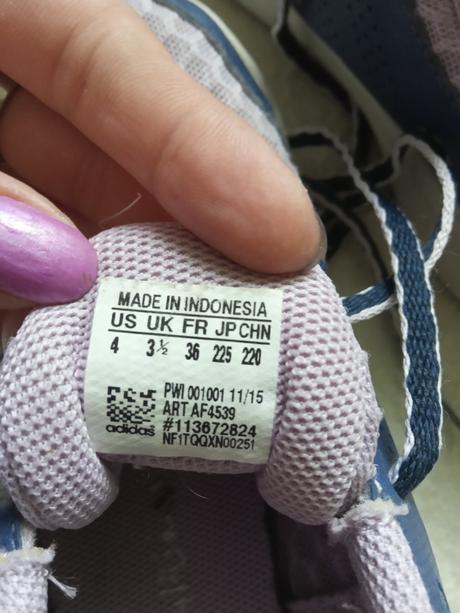 MADE IN INDONESIA
US UK FR JP CHN
4 3½ 36 225 220
PWI 001001 11/15
ART AF4539
#113672824
adidas NF1TQQXN00251